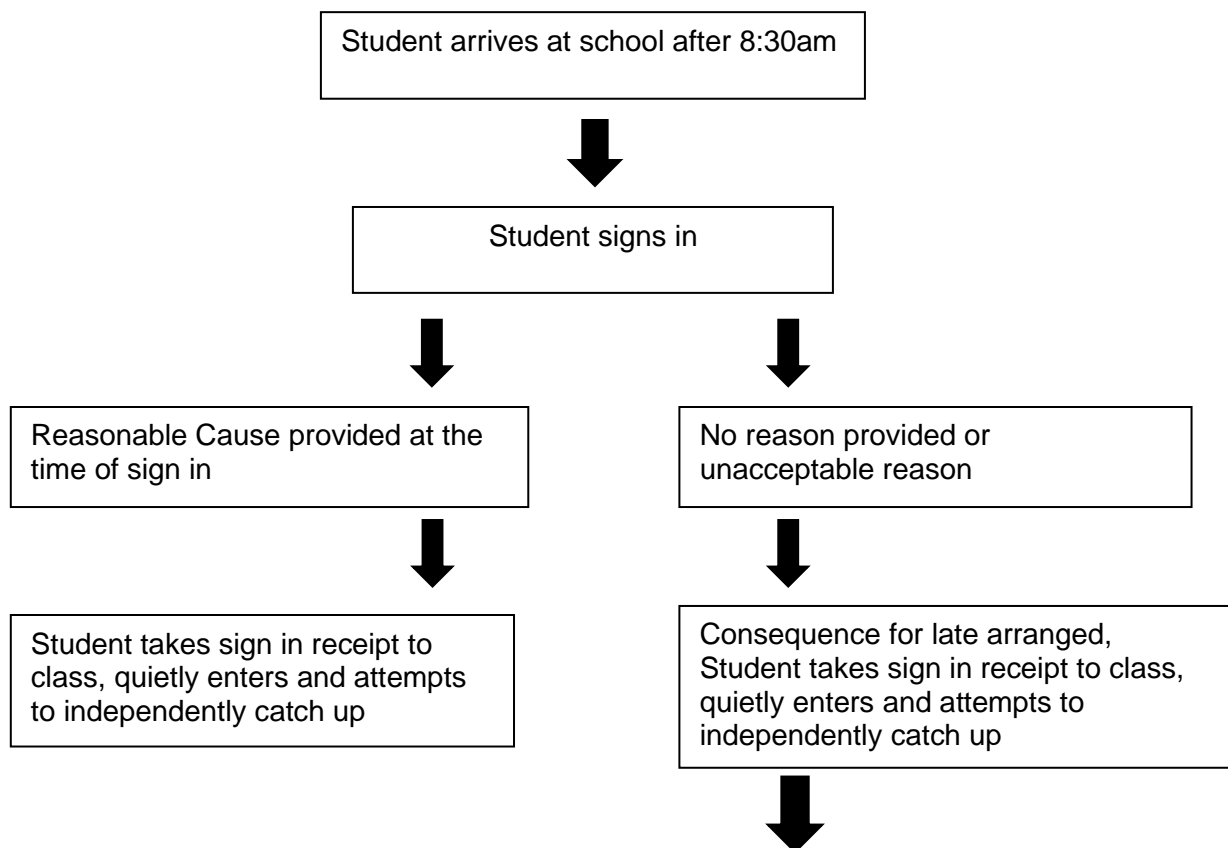 Student arrives at school after 8:30am
Student signs in
Reasonable Cause provided at the
time of sign in
No reason provided or
unacceptable reason
Student takes sign in receipt to
class, quietly enters and attempts
to independently catch up
Consequence for late arranged,
Student takes sign in receipt to class,
quietly enters and attempts to
independently catch up